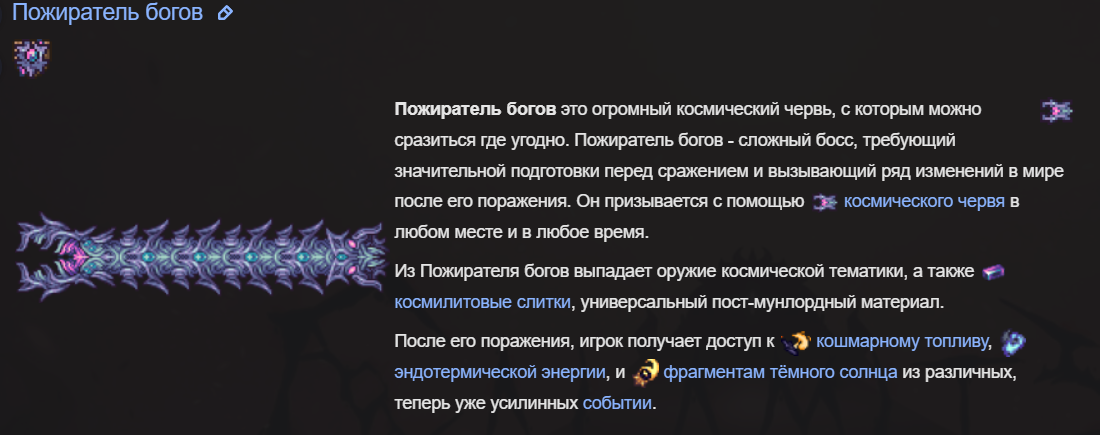 Пожиратель богов
Пожиратель богов это огромный космический червь, с которым можно
сразиться где угодно. Пожиратель богов - сложный босс, требующий
значительной подготовки перед сражением и вызывающий ряд изменений в мире
после его поражения. Он призывается с помощью космического червя в
любом месте и в любое время.
Из Пожирателя богов выпадает оружие космической тематики, а также
космилитовые слитки, универсальный пост-мунлордный материал.
После его поражения, игрок получает доступ к кошмарному топливу,
эндотермической энергии, и фрагментам тёмного солнца из различных,
теперь уже усилинных событии.